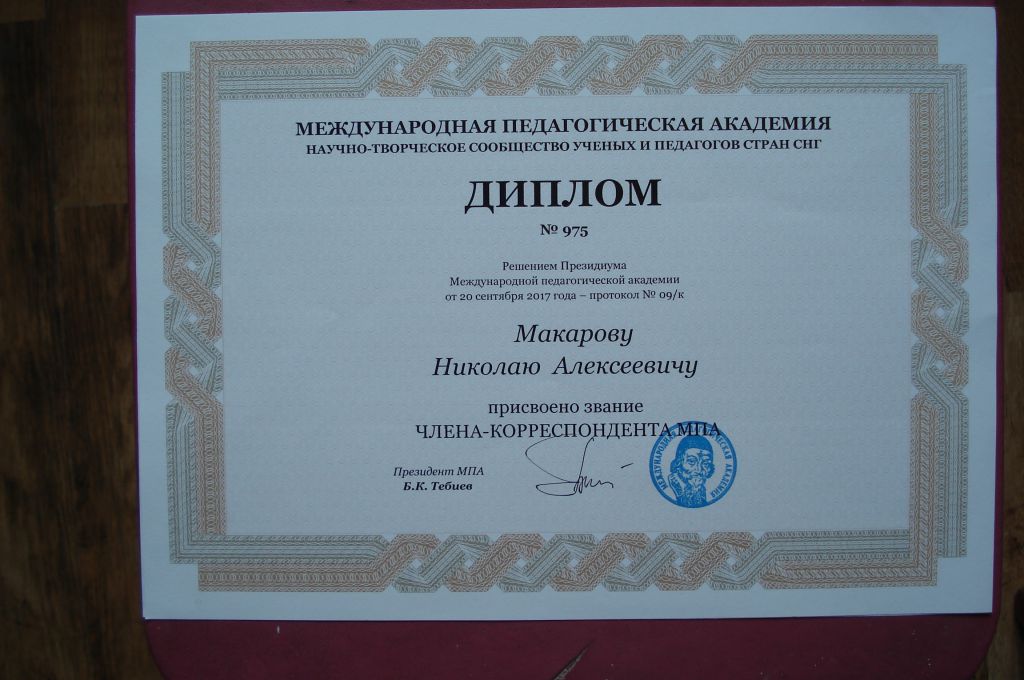 МЕЖДУНАРОДНАЯ ПЕДАГОГИЧЕСКАЯ АКАДЕМИЯ
НАУЧНО-ТВОРЧЕСКОЕ СООБЩЕСТВО УЧЕНЫХ И ПЕДАГОГОВ СТРАН СНГ
ДИПЛОМ
№ 975
Решением Президиума
Международной педагогической академии
от 20 сентября 2017 года – протокол № 09/к
Макарову
Николаю Алексеевичу
присвоено звание
ЧЛЕНА-КОРРЕСПОНДЕНТА МПА
Президент МПА
Б.К. Тебиев